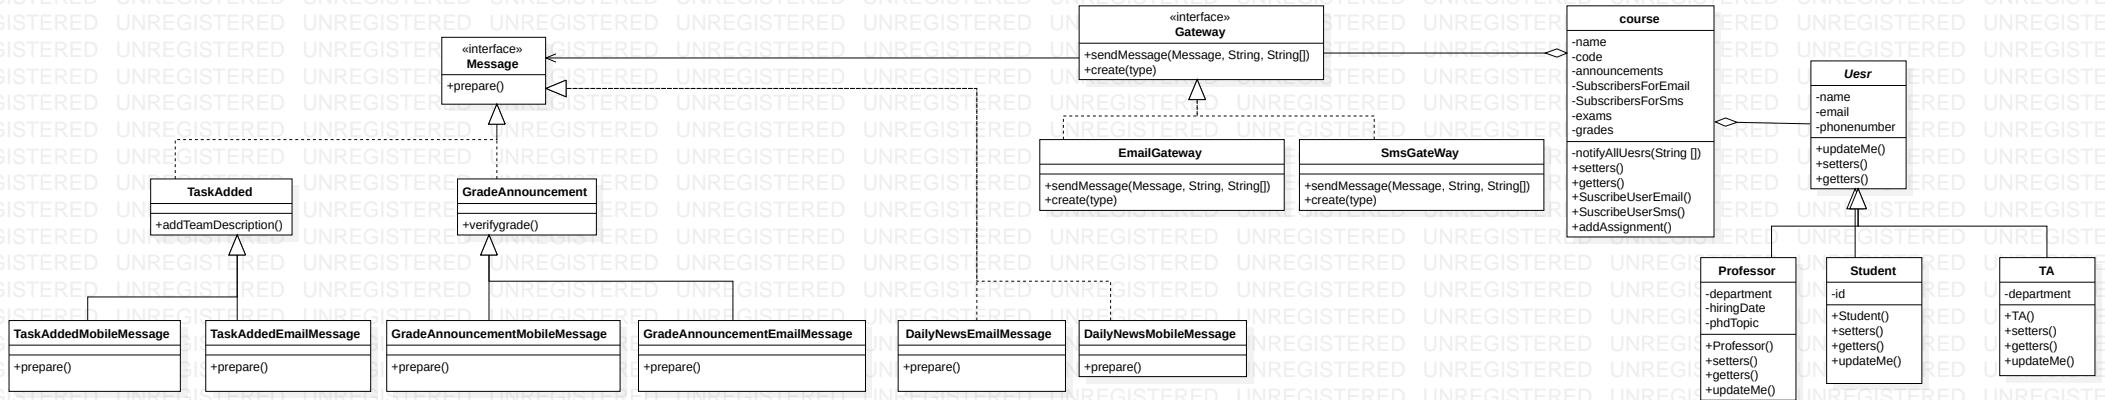 «interface»
Message
+prepare()
«interface»
Gateway
+sendMessage(Message, String, String[])
+create(type)
course
-name
-code
-announcements
-SubscribersForEmail
-SubscribersForSms
-exams
-grades
-notifyAllUesrs(String [])
+setters()
+getters()
+SuscribeUserEmail()
+SuscribeUserSms()
+addAssignment()
Uesr
-name
-email
-phonenumber
+updateMe()
+setters()
+getters()
TaskAdded
+addTeamDescription()
GradeAnnouncement
+verifygrade()
EmailGateway
+sendMessage(Message, String, String[])
+create(type)
SmsGateWay
+sendMessage(Message, String, String[])
+create(type)
TaskAddedMobileMessage
+prepare()
TaskAddedEmailMessage
+prepare()
GradeAnnouncementMobileMessage
+prepare()
GradeAnnouncementEmailMessage
+prepare()
DailyNewsEmailMessage
+prepare()
DailyNewsMobileMessage
+prepare()
Professor
-department
-hiringDate
-phdTopic
+Professor()
+setters()
+getters()
+updateMe()
Student
-id
+Student()
+setters()
+getters()
+updateMe()
TA
-department
+TA()
+setters()
+getters()
+updateMe()
UNREGISTERED